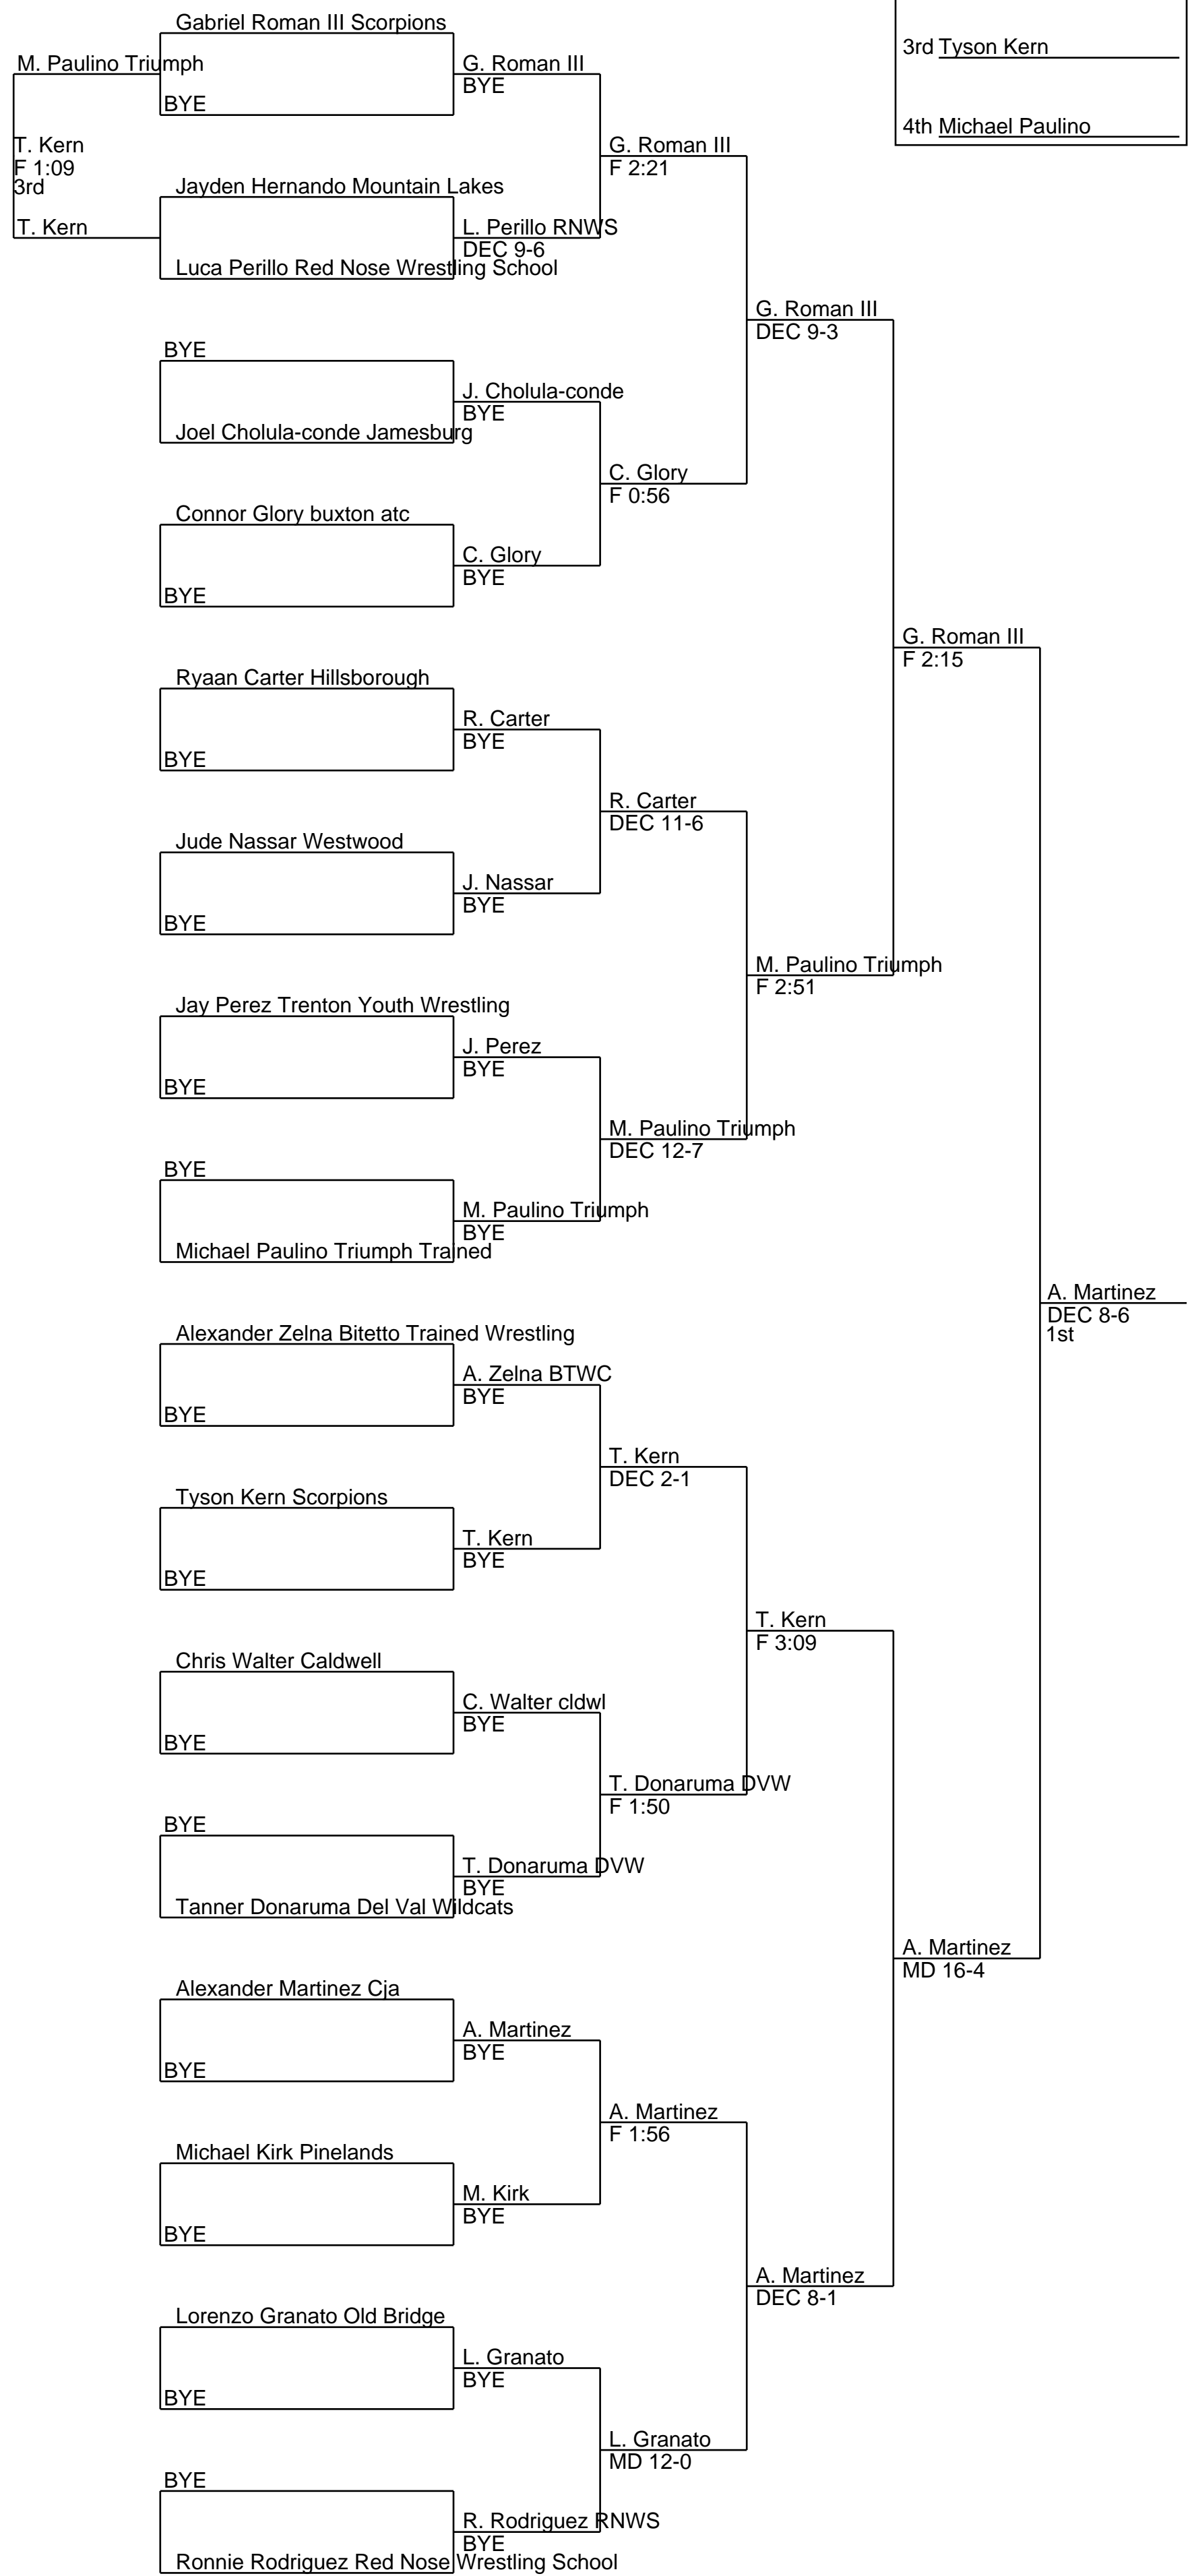 Gabriel Roman III Scorpions
3rd Tyson Kern
M. Paulino Triumph
G. Roman III
BYE
BYE
4th Michael Paulino
T. Kern
F 1:09
3rd
G. Roman III
F 2:21
Jayden Hernando Mountain Lakes
T. Kern
L. Perillo RNWS
DEC 9-6
Luca Perillo Red Nose Wrestling School
G. Roman III
DEC 9-3
BYE
J. Cholula-conde
BYE
Joel Cholula-conde Jamesburg
C. Glory
F 0:56
Connor Glory buxton atc
C. Glory
BYE
BYE
G. Roman III
F 2:15
Ryaan Carter Hillsborough
R. Carter
BYE
BYE
R. Carter
DEC 11-6
Jude Nassar Westwood
J. Nassar
BYE
BYE
M. Paulino Triumph
F 2:51
Jay Perez Trenton Youth Wrestling
J. Perez
BYE
BYE
M. Paulino Triumph
DEC 12-7
BYE
M. Paulino Triumph
BYE
Michael Paulino Triumph Trained
A. Martinez
DEC 8-6
1st
Alexander Zelna Bitetto Trained Wrestling
A. Zelna BTWC
BYE
BYE
T. Kern
DEC 2-1
Tyson Kern Scorpions
T. Kern
BYE
BYE
T. Kern
F 3:09
Chris Walter Caldwell
C. Walter cldwl
BYE
BYE
T. Donaruma DVW
F 1:50
BYE
T. Donaruma DVW
BYE
Tanner Donaruma Del Val Wildcats
A. Martinez
MD 16-4
Alexander Martinez Cja
A. Martinez
BYE
BYE
A. Martinez
F 1:56
Michael Kirk Pinelands
M. Kirk
BYE
BYE
A. Martinez
DEC 8-1
Lorenzo Granato Old Bridge
L. Granato
BYE
BYE
L. Granato
MD 12-0
BYE
R. Rodriguez RNWS
BYE
Ronnie Rodriguez Red Nose Wrestling School